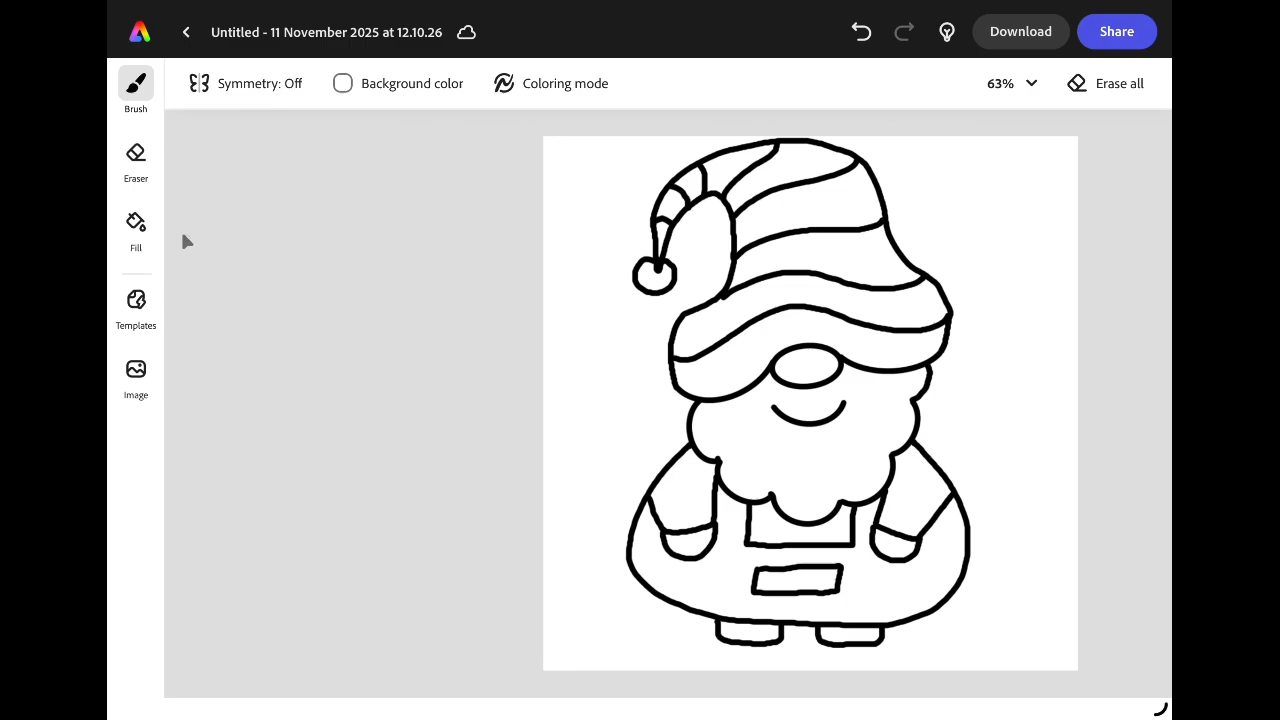 Untitled - 11 November 2025 at 12.10.26
Download
Share
Symmetry: Off
Background color
Coloring mode
63%
Erase all
Brush
Eraser
Fill
Templates
Image